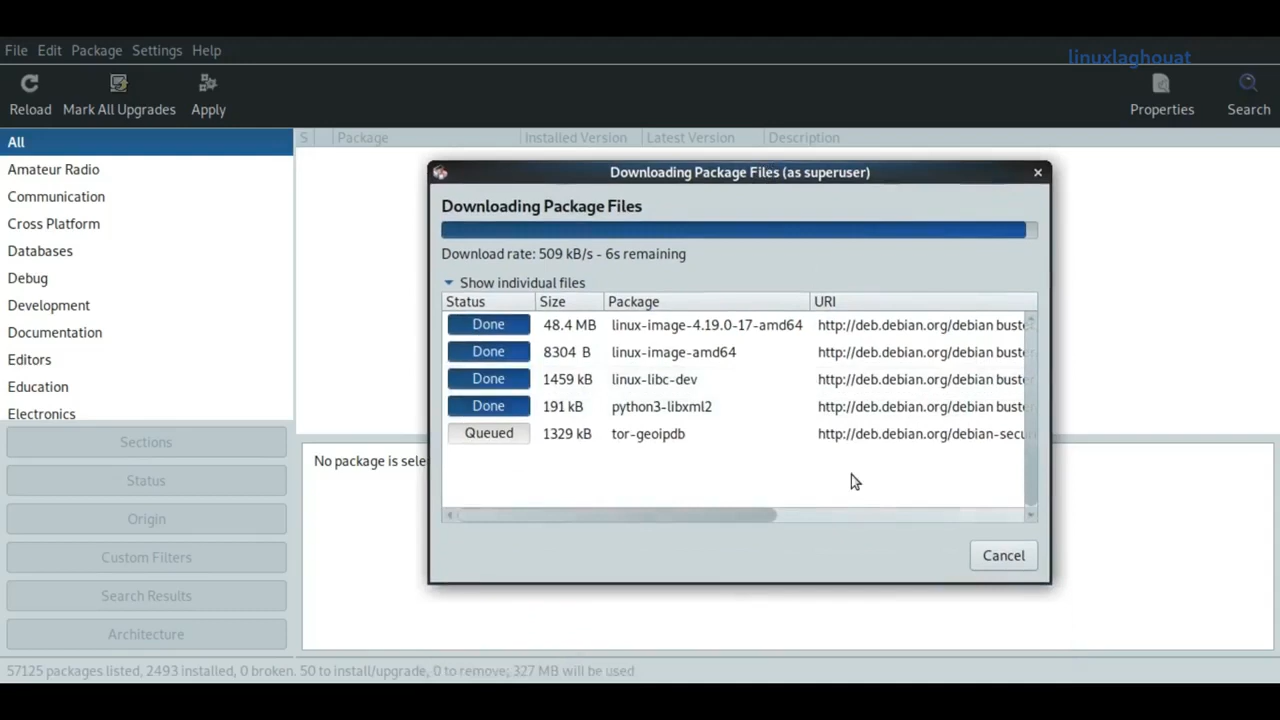 File Edit Package Settings Help
linuxlaghouat
Reload Mark All Upgrades Apply Properties Search
All
Amateur Radio
Communication
Cross Platform
Databases
Debug
Development
Documentation
Editors
Education
Electronics
Sections
Status
Origin
Custom Filters
Search Results
Architecture
S Package Installed Version Latest Version Description
No package is sele
Downloading Package Files (as superuser)
Downloading Package Files
Download rate: 509 kB/s - 6s remaining
Show individual files
Status Size Package URI
Done 48.4 MB linux-image-4.19.0-17-amd64 http://deb.debian.org/debian buste
Done 8304 B linux-image-amd64 http://deb.debian.org/debian buste
Done 1459 kB linux-libc-dev http://deb.debian.org/debian buste
Done 191 kB python3-libxml2 http://deb.debian.org/debian buste
Queued 1329 kB tor-geoipdb http://deb.debian.org/debian-secu
Cancel
57125 packages listed, 2493 installed, 0 broken. 50 to install/upgrade, 0 to remove; 327 MB will be used